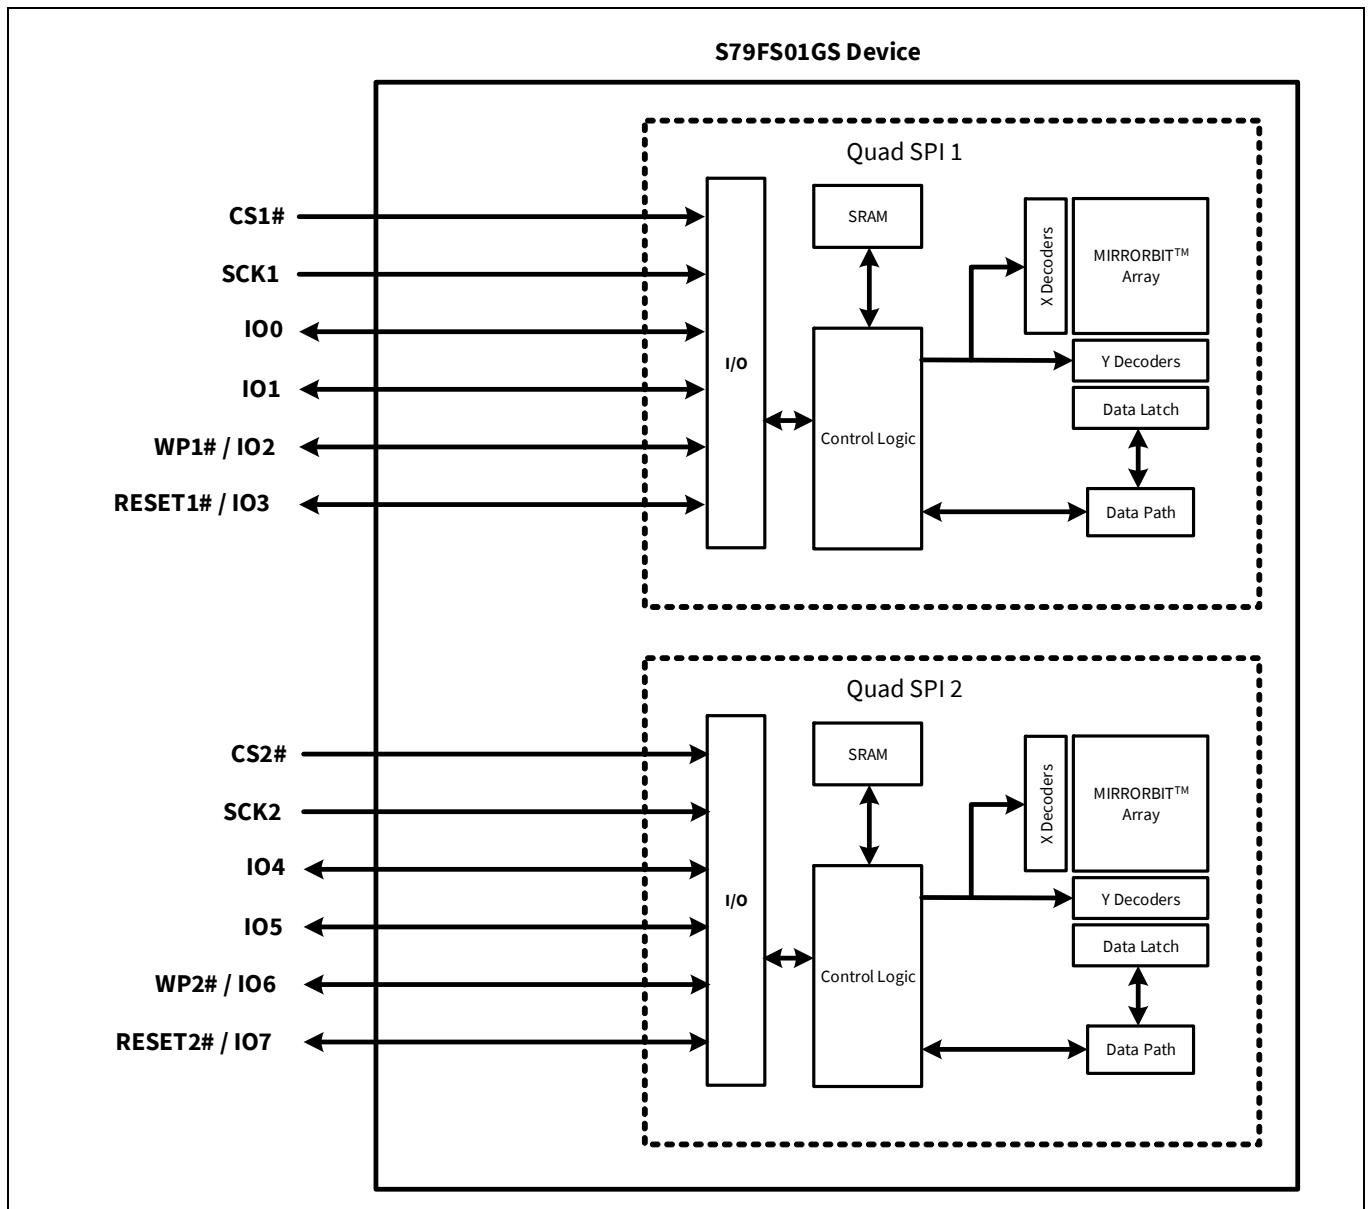 S79FS01GS Device
Quad SPI 1
CS1#
SCK1
IO0
IO1
WP1# / IO2
RESET1# / IO3
I/O
SRAM
Control Logic
X Decoders
MIRRORBIT™
Array
Y Decoders
Data Latch
Data Path
Quad SPI 2
CS2#
SCK2
IO4
IO5
WP2# / IO6
RESET2# / IO7
I/O
SRAM
Control Logic
X Decoders
MIRRORBIT™
Array
Y Decoders
Data Latch
Data Path